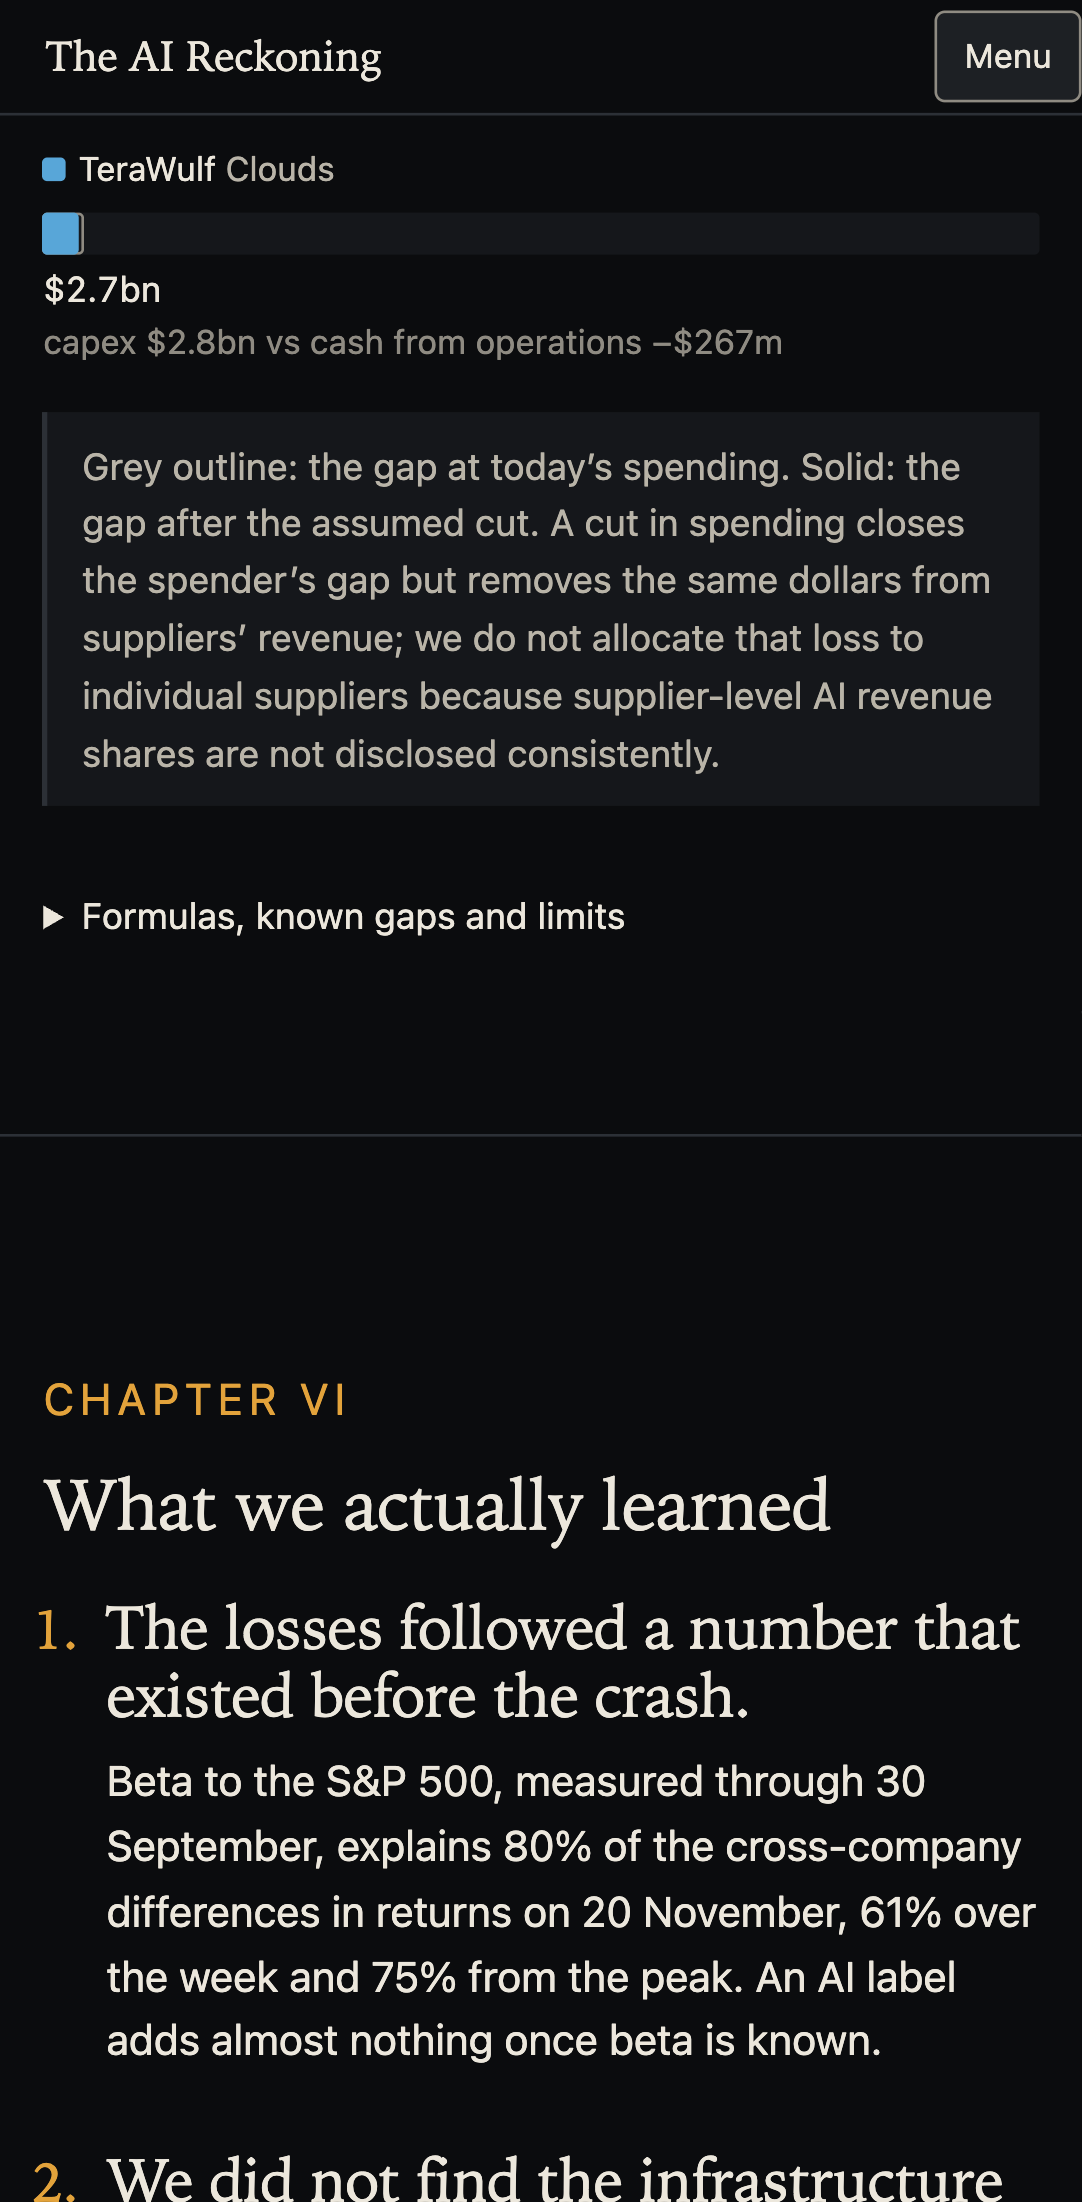 The AI Reckoning
Menu
TeraWulf Clouds
$2.7bn
capex $2.8bn vs cash from operations –$267m
Grey outline: the gap at today’s spending. Solid: the
gap after the assumed cut. A cut in spending closes
the spender’s gap but removes the same dollars from
suppliers’ revenue; we do not allocate that loss to
individual suppliers because supplier-level AI revenue
shares are not disclosed consistently.
▶ Formulas, known gaps and limits
CHAPTER VI
What we actually learned
1. The losses followed a number that
existed before the crash.
Beta to the S&P 500, measured through 30
September, explains 80% of the cross-company
differences in returns on 20 November, 61% over
the week and 75% from the peak. An AI label
adds almost nothing once beta is known.
2. We did not find the infrastructure